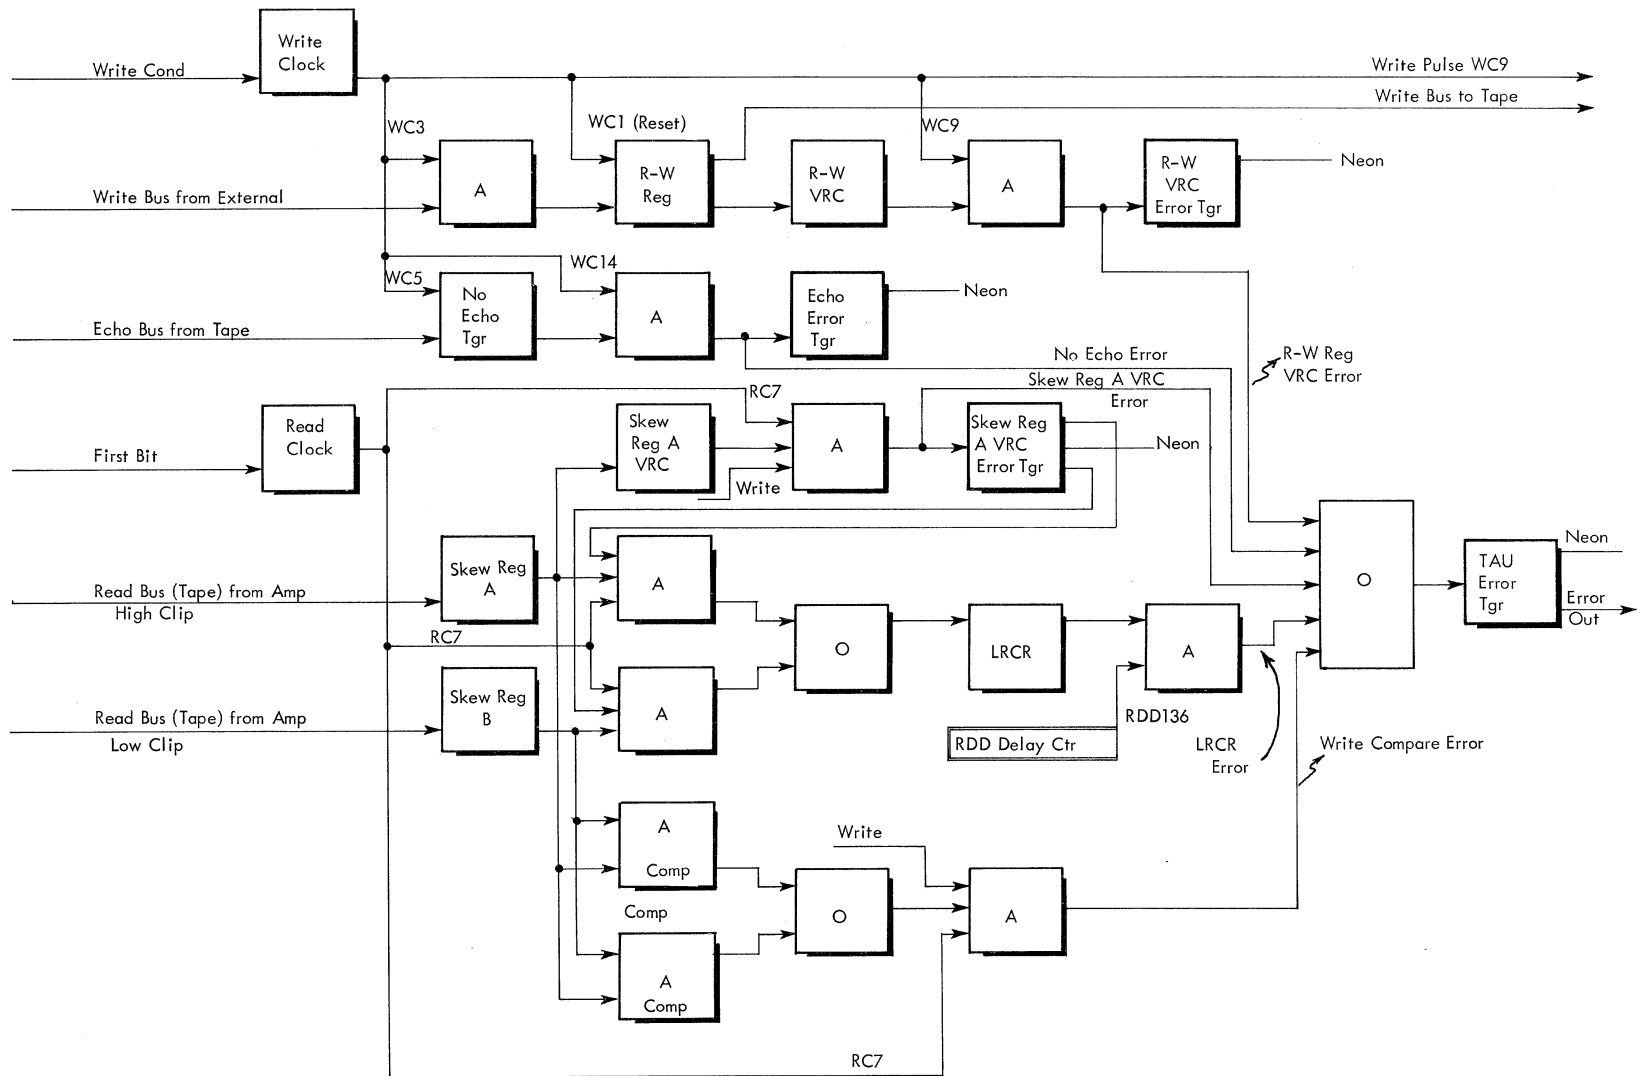 Write
Clock
Write Cond
Write Pulse WC9
Write Bus to Tape
WC3
WC1 (Reset)
WC9
A
R-W
Reg
R-W
VRC
A
R-W
VRC
Error Tgr
Neon
Write Bus from External
WC5
WC14
No
Echo
Tgr
A
Echo
Error
Tgr
Neon
Echo Bus from Tape
No Echo Error
R-W Reg
VRC Error
Skew Reg A VRC
Error
RC7
Read
Clock
First Bit
Skew
Reg A
VRC
A
Skew Reg
A VRC
Error Tgr
Neon
Write
Skew Reg
A
A
Read Bus (Tape) from Amp
High Clip
RC7
O
LRCR
A
O
TAU
Error
Tgr
Neon
Error
Out
Skew Reg
B
A
Read Bus (Tape) from Amp
Low Clip
RDD136
RDD Delay Ctr
LRCR
Error
Write Compare Error
A
Comp
Write
Comp
O
A
A
Comp
RC7